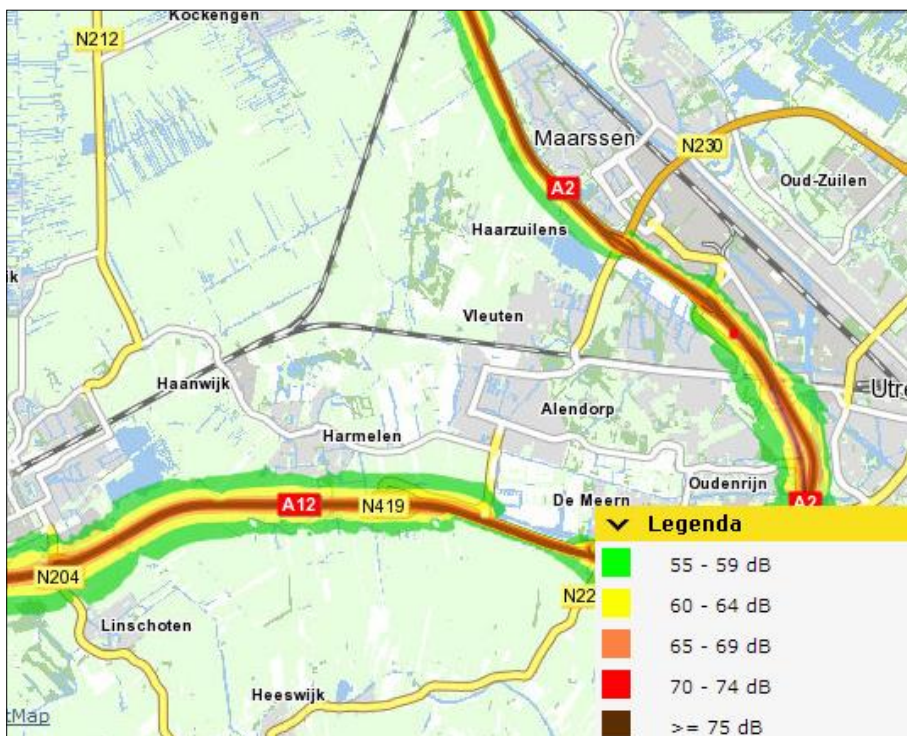 Kockengen
N212
Maarssen
N230
Oud-Zuilen
A2
Haarzuilens
ik
Vleuten
Haanwijk
Utre
Alendorp
Harmelen
Oudenrijn
De Meern
A12
N419
A2
N204
N22
Linschoten
Heeswijk
tMap
Legenda
55 - 59 dB
60 - 64 dB
65 - 69 dB
70 - 74 dB
>= 75 dB